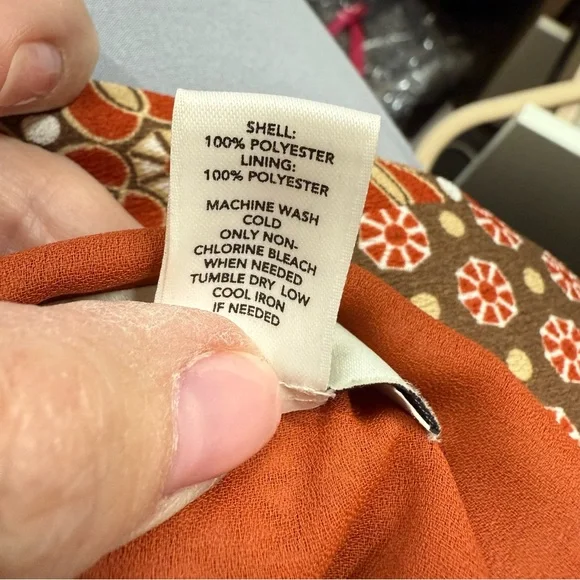 SHELL:
100% POLYESTER
LINING:
100% POLYESTER
MACHINE WASH
COLD
ONLY NON-
CHLORINE BLEACH
WHEN NEEDED
TUMBLE DRY LOW
COOL IRON
IF NEEDED